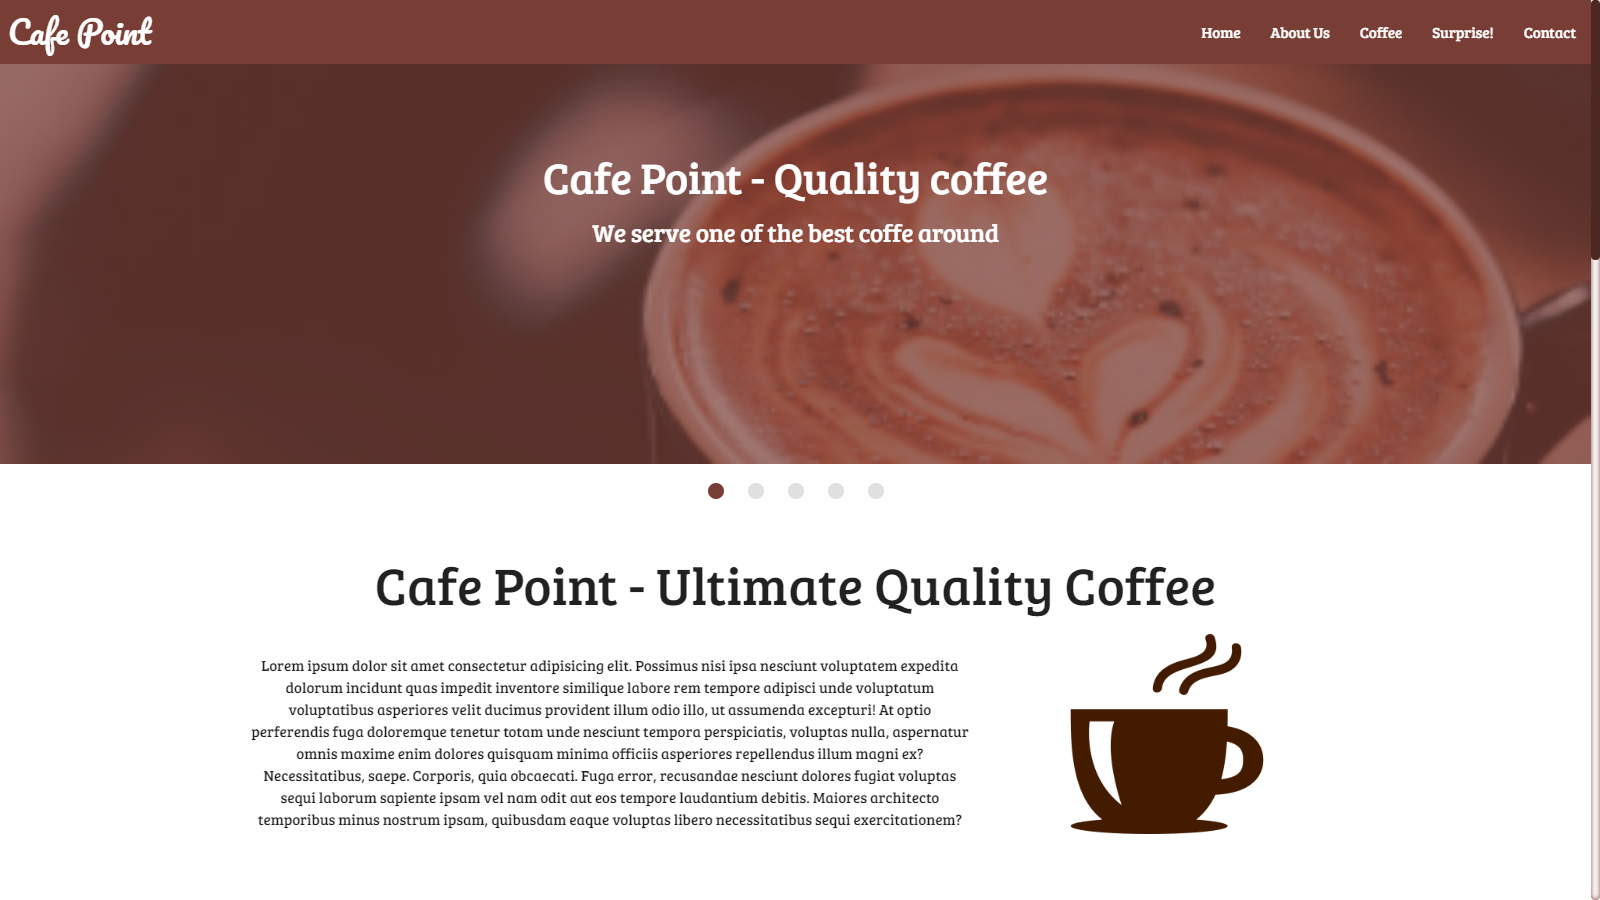 Cafe Point
Home
About Us
Coffee
Surprise!
Contact
Cafe Point - Quality coffee
We serve one of the best coffe around
Cafe Point - Ultimate Quality Coffee
Lorem ipsum dolor sit amet consectetur adipisicing elit. Possimus nisi ipsa nesciunt voluptatem expedita
dolorum incidunt quas impedit inventore similique labore rem tempore adipisci unde voluptatum
voluptatibus asperiores velit ducimus provident illum odio illo, ut assumenda excepturi! At optio
perferendis fuga doloremque tenetur totam unde nesciunt tempora perspiciatis, voluptas nulla, aspernatur
omnis maxime enim dolores quisquam minima officiis asperiores repellendus illum magni ex?
Necessitatibus, saepe. Corporis, quia obcaecati. Fuga error, recusandae nesciunt dolores fugiat voluptas
sequi laborum sapiente ipsam vel nam odit aut eos tempore laudantium debitis. Maiores architecto
temporibus minus nostrum ipsam, quibusdam eaque voluptas libero necessitatibus sequi exercitationem?